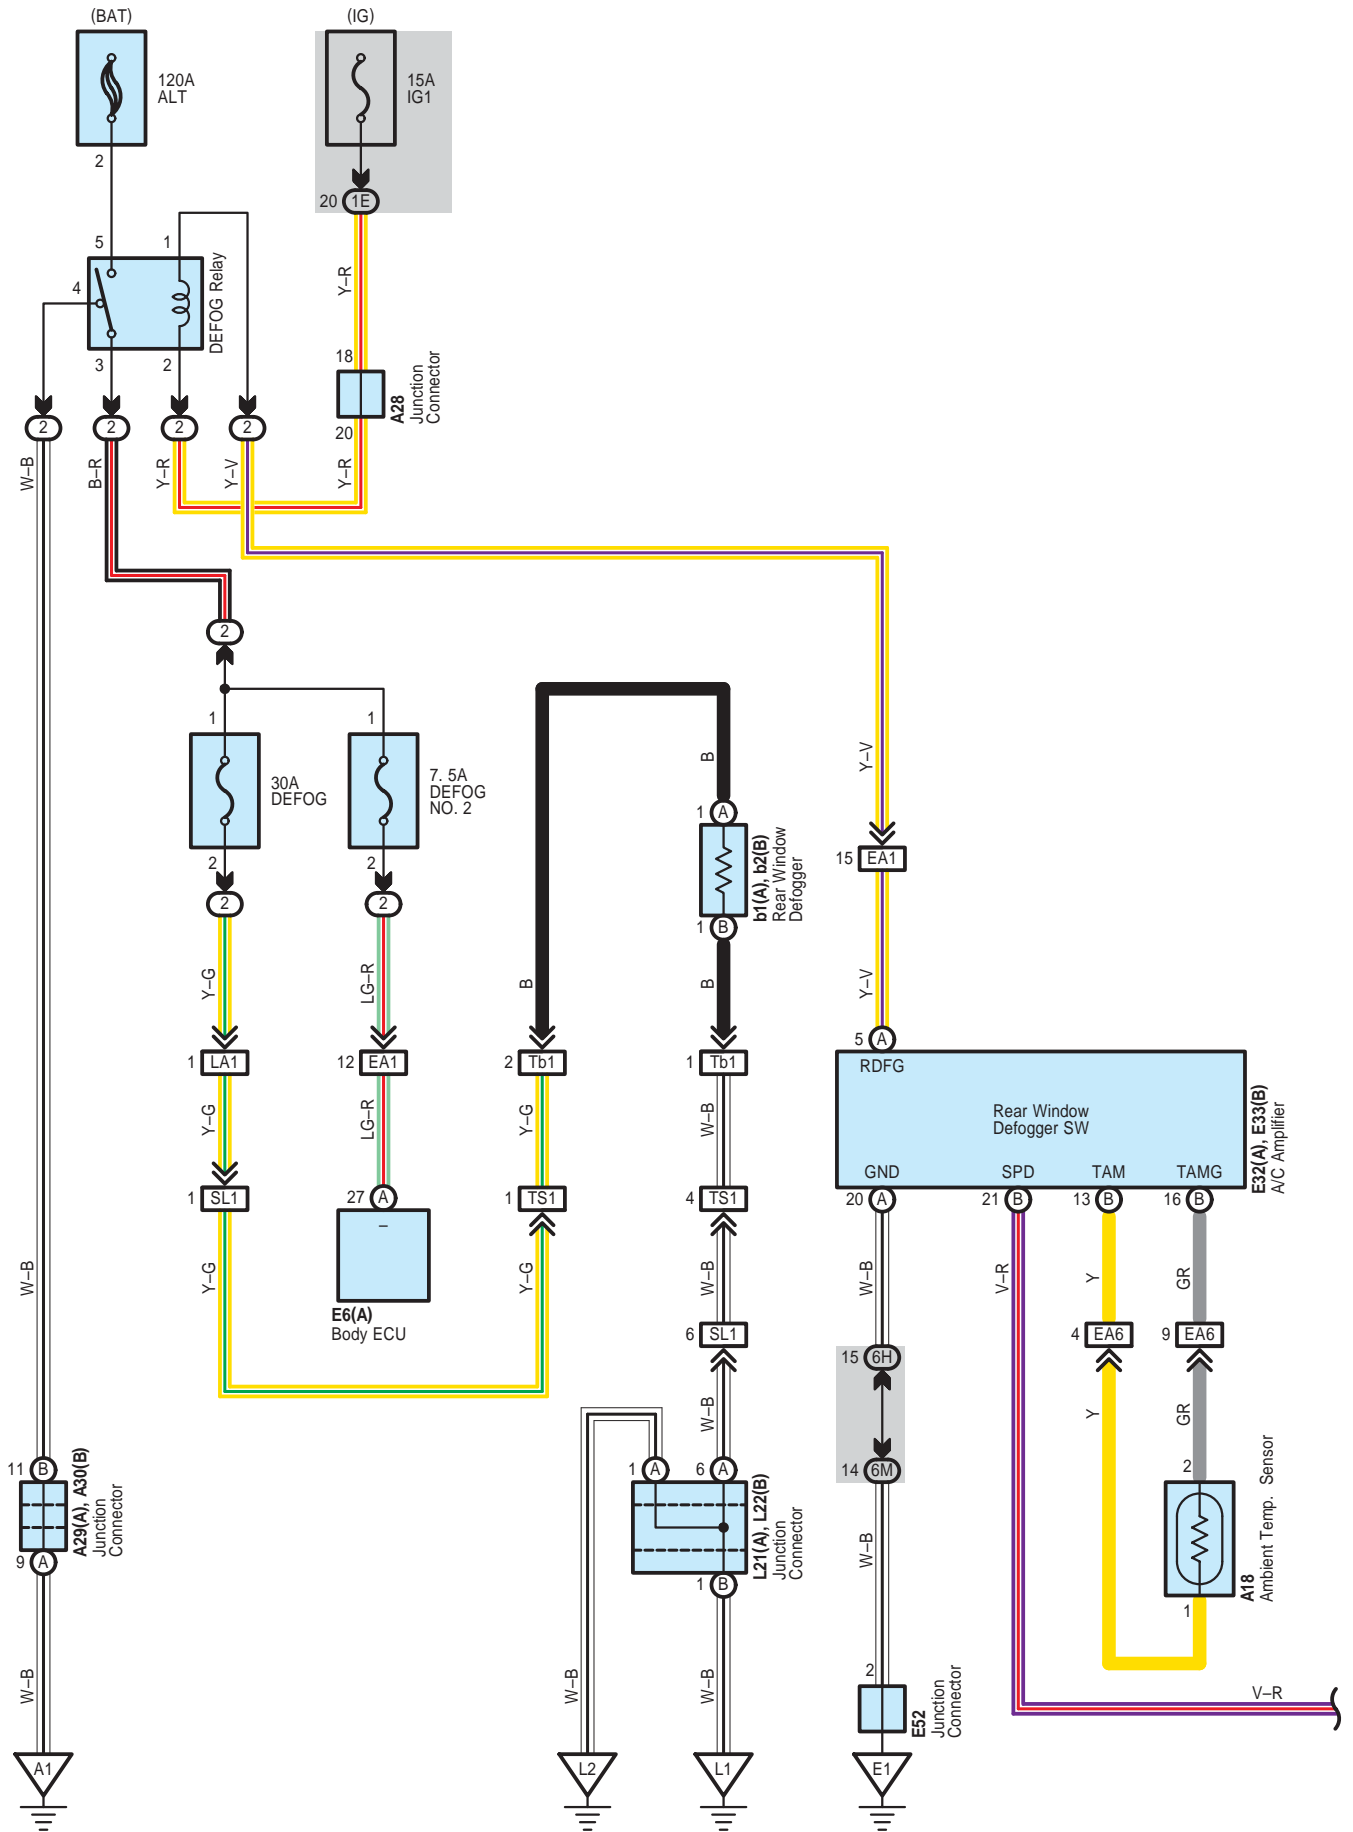 (BAT)
(IG)
120A
ALT
15A
IG1
2
20 1E
5
1
DEFOG Relay
Y–R
4
3
2
18
A28
Junction
Connector
20
2
2
2
2
W–B
B–R
Y–R
Y–V
Y–R
2
1
1
30A
DEFOG
7. 5A
DEFOG
NO. 2
2
2
2
2
B
Y–V
1 A
b1(A), b2(B)
Rear Window
Defogger
1 B
15 EA1
Y–G
LG–R
B
B
Y–V
5 A
1 LA1
12 EA1
2 Tb1
1 Tb1
RDFG
Rear Window
Defogger SW
E32(A), E33(B)
A/C Amplifier
Y–G
LG–R
Y–G
W–B
GND
SPD
TAM
TAMG
1 SL1
27 A
1 TS1
4 TS1
20 A
21 B
13 B
16 B
–
W–B
Y–G
E6(A)
Body ECU
Y–G
W–B
W–B
V–R
Y
GR
6 SL1
4 EA6
9 EA6
15 6H
W–B
Y
GR
11 B
A29(A), A30(B)
Junction
Connector
9 A
1 A
6 A
L21(A), L22(B)
Junction
Connector
1 B
14 6M
2
A18
Ambient Temp. Sensor
1
W–B
W–B
W–B
W–B
2
E52
Junction
Connector
V–R
A1
L2
L1
E1